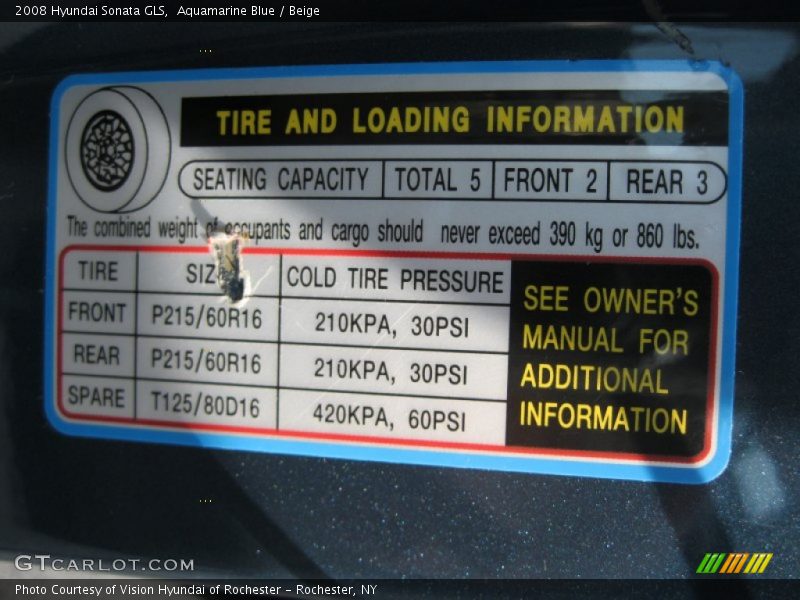 2008 Hyundai Sonata GLS, Aquamarine Blue / Beige
TIRE AND LOADING INFORMATION
SEATING CAPACITY TOTAL 5 FRONT 2 REAR 3
The combined weight of occupants and cargo should never exceed 390 kg or 860 lbs.
TIRE SIZ COLD TIRE PRESSURE
FRONT P215/60R16 210KPA, 30PSI
REAR P215/60R16 210KPA, 30PSI
SPARE T125/80D16 420KPA, 60PSI
SEE OWNER'S
MANUAL FOR
ADDITIONAL
INFORMATION
GTCARLOT.COM
Photo Courtesy of Vision Hyundai of Rochester - Rochester, NY